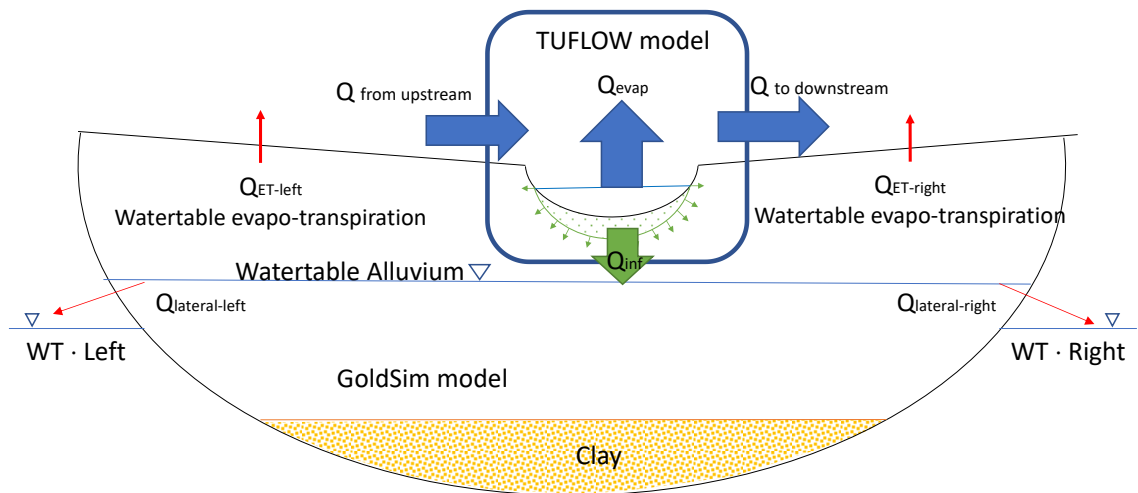 TUFLOW model
Q from upstream
Qevap
Q to downstream
QET-left
Watertable evapo-transpiration
QET-right
Watertable evapo-transpiration
Qinf
Watertable Alluvium
Qlateral-left
Qlateral-right
WT · Left
WT · Right
GoldSim model
Clay